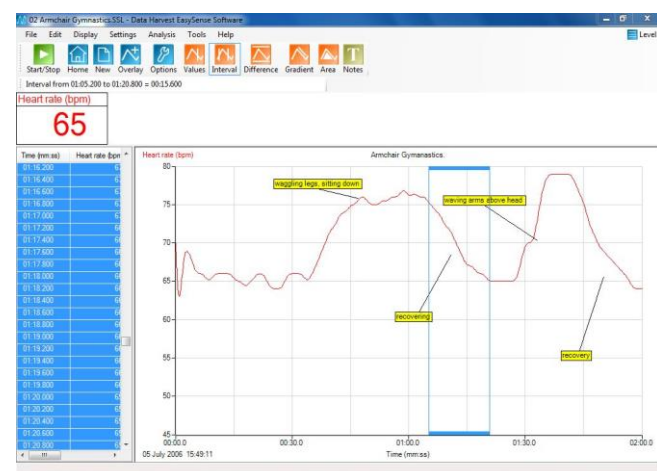 02 Armchair Gymnastics.SSL - Data Harvest EasySense Software
File Edit Display Settings Analysis Tools Help
Level
Start/Stop Home New Overlay Options Values Interval Difference Gradient Area Notes
Interval from 01:05.200 to 01:20.800 = 00:15.600
Heart rate (bpm)
65
Time (mm:ss) Heart rate (bpn
01:16.200
01:16.400
01:16.600
01:16.800
01:17.000
01:17.200
01:17.400
01:17.600
01:17.800
01:18.000
01:18.200
01:18.400
01:18.600
01:18.800
01:19.000
01:19.200
01:19.400
01:19.600
01:19.800
01:20.000
01:20.200
01:20.400
01:20.600
01:20.800
Heart rate (bpm)
Armchair Gymanastics.
80
waggling legs, sitting down
75
waving arms above head
70
65
60
recovering
55
recovery
50
45
00:00.0 00:30.0 01:00.0 01:30.0 02:00.0
05 July 2006 15:49:11
Time (mm:ss)